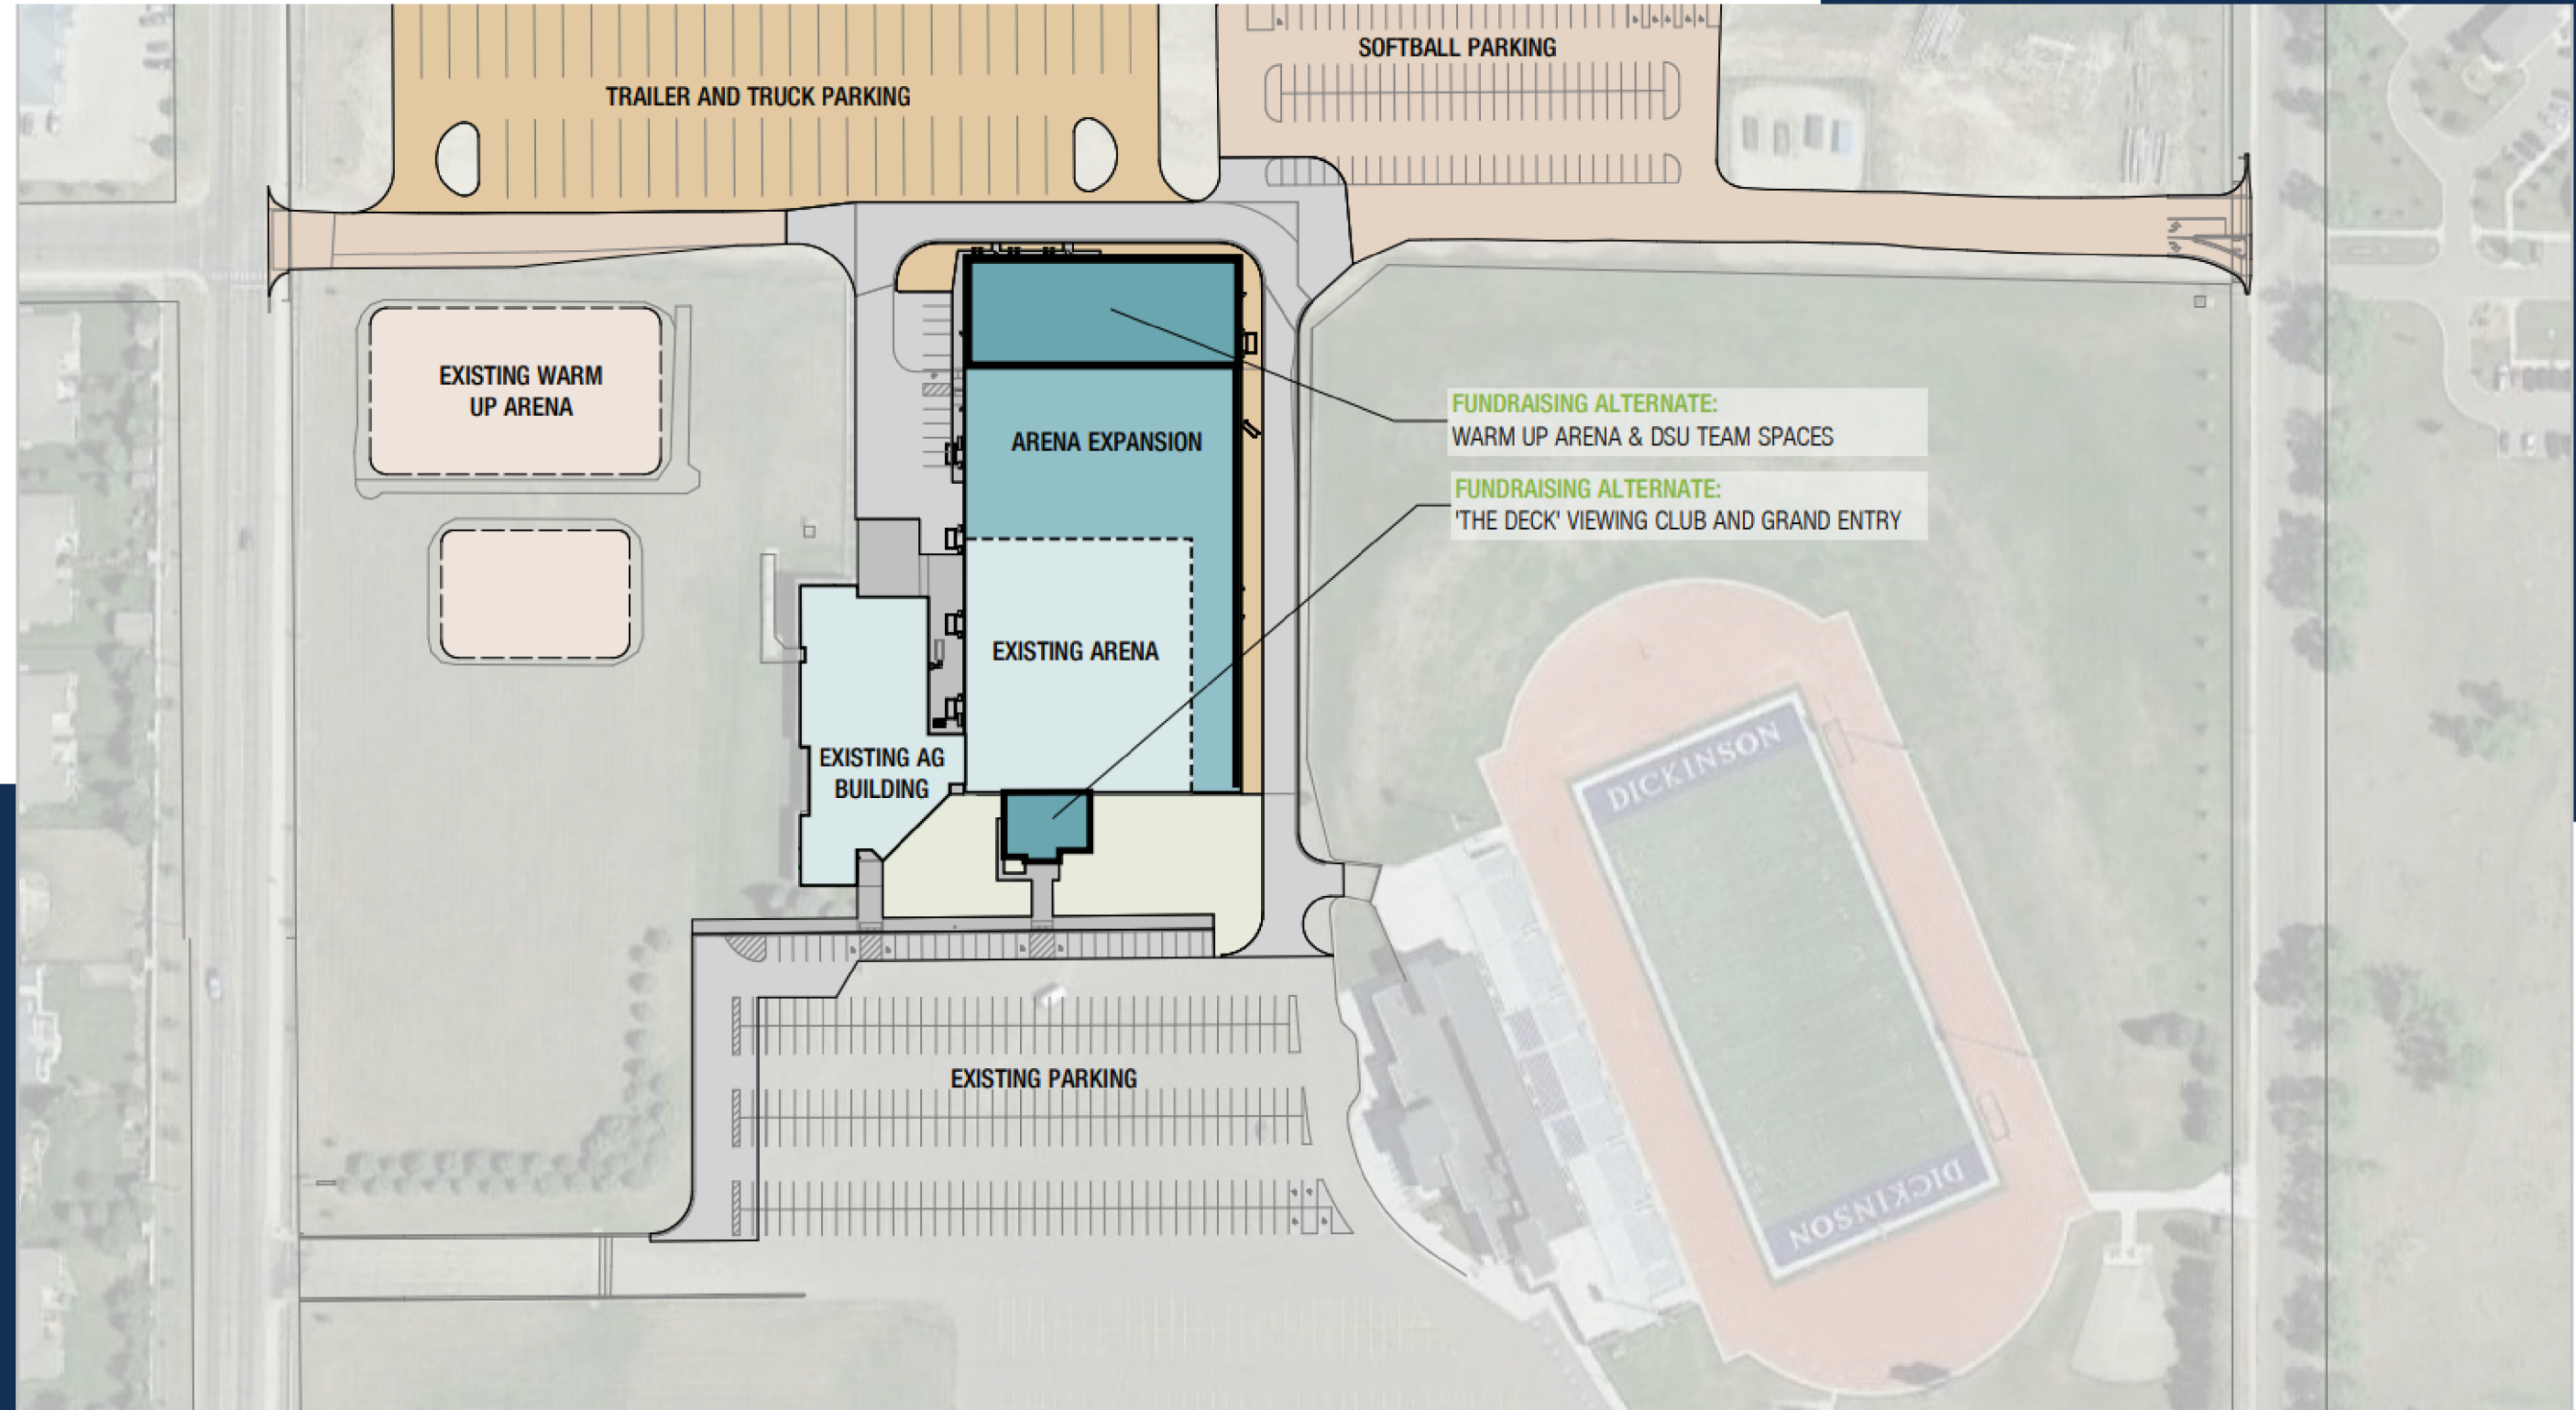 SOFTBALL PARKING
TRAILER AND TRUCK PARKING
EXISTING WARM
UP ARENA
ARENA EXPANSION
FUNDRAISING ALTERNATE:
WARM UP ARENA & DSU TEAM SPACES
FUNDRAISING ALTERNATE:
'THE DECK' VIEWING CLUB AND GRAND ENTRY
EXISTING ARENA
EXISTING AG
BUILDING
DICKINSON
EXISTING PARKING
DICKINSON